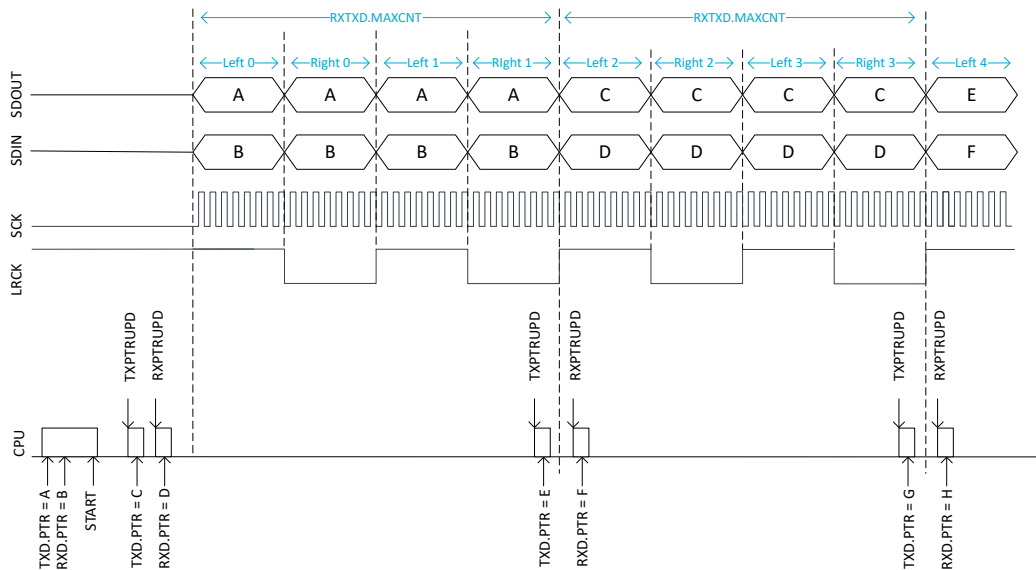 RXTXD.MAXCNT RXTXD.MAXCNT
Left 0 Right 0 Left 1 RIght 1 Left 2 Right 2 Left 3 Right 3 Left 4
SDOUT A A A A C C C C E
SDIN B B B B D D D D F
SCK
LRCK
TXPTRUPD RXPTRUPD TXPTRUPD RXPTRUPD TXPTRUPD RXPTRUPD
CPU
TXD.PTR = A RXD.PTR = B START TXD.PTR = C RXD.PTR = D TXD.PTR = E RXD.PTR = F TXD.PTR = G RXD.PTR = H